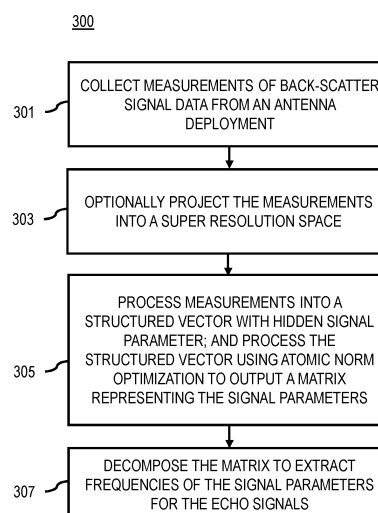 300
301
COLLECT MEASUREMENTS OF BACK-SCATTER
SIGNAL DATA FROM AN ANTENNA
DEPLOYMENT
303
OPTIONALLY PROJECT THE MEASUREMENTS
INTO A SUPER RESOLUTION SPACE
305
PROCESS MEASUREMENTS INTO A
STRUCTURED VECTOR WITH HIDDEN SIGNAL
PARAMETER; AND PROCESS THE
STRUCTURED VECTOR USING ATOMIC NORM
OPTIMIZATION TO OUTPUT A MATRIX
REPRESENTING THE SIGNAL PARAMETERS
307
DECOMPOSE THE MATRIX TO EXTRACT
FREQUENCIES OF THE SIGNAL PARAMETERS
FOR THE ECHO SIGNALS